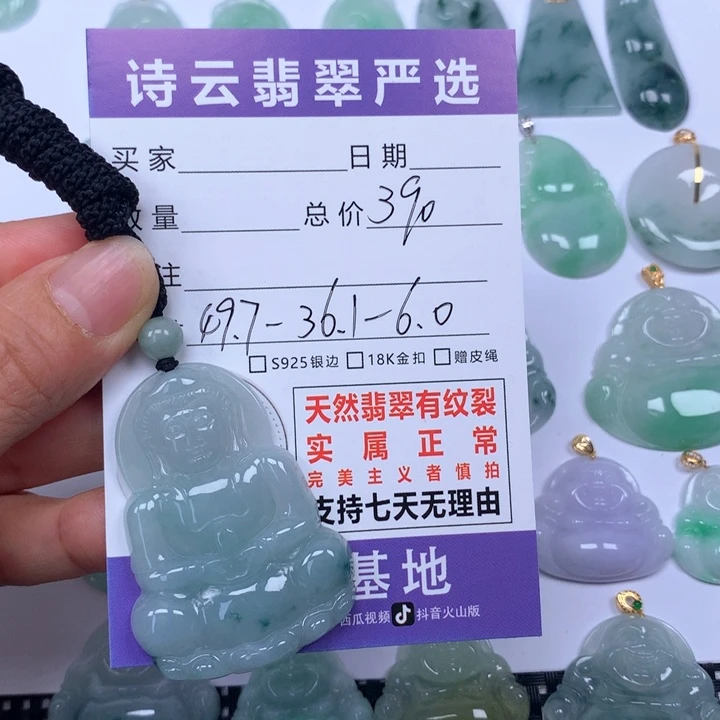 诗云翡翠严选
买家 日期
数量 总价 390
注
49.7-36.1-6.0
S925银边 18K金扣 赠皮绳
天然翡翠有纹裂
实属正常
完美主义者慎拍
支持七天无理由
基地
西瓜视频 抖音火山版